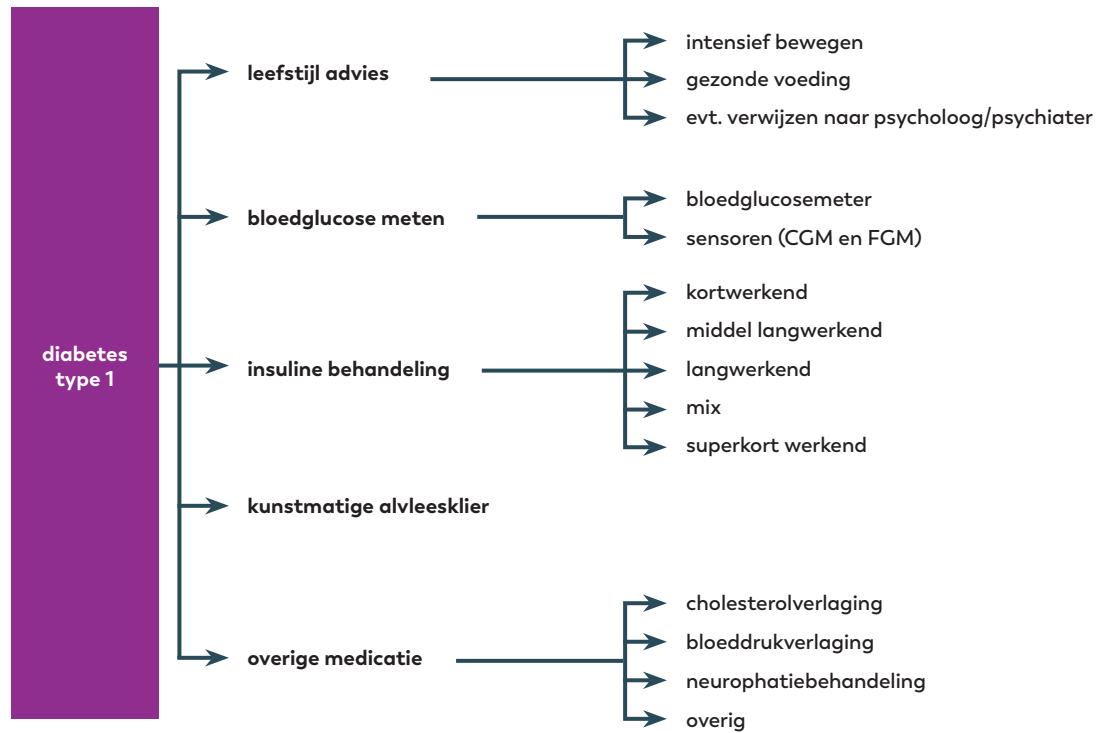 diabetes
type 1
leefstijl advies
intensief bewegen
gezonde voeding
evt. verwijzen naar psycholoog/psychiater
bloedglucose meten
bloedglucosemeter
sensoren (CGM en FGM)
insuline behandeling
kortwerkend
middel langwerkend
langwerkend
mix
superkort werkend
kunstmatige alvleesklier
overige medicatie
cholesterolverlaging
bloeddrukverlaging
neurophatiebehandeling
overig